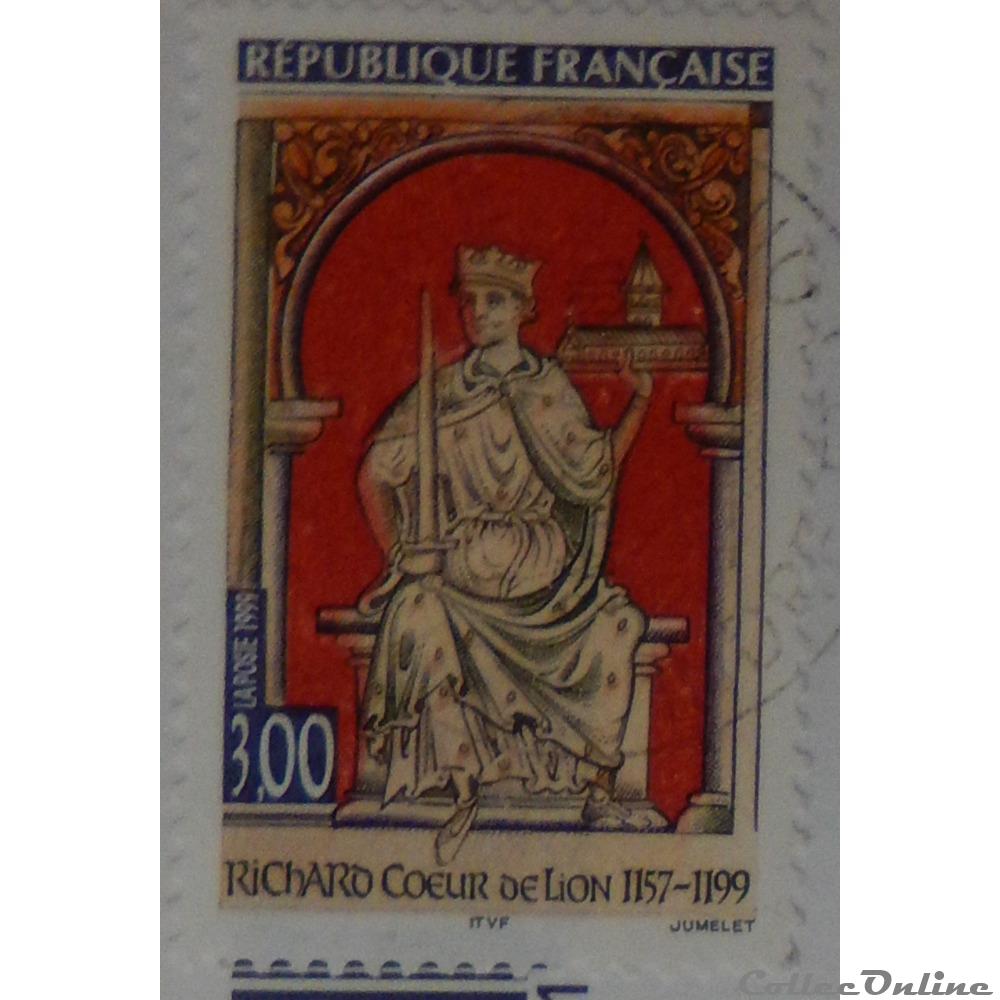 RÉPUBLIQUE FRANÇAISE
LA POSTE 1999
3,00
RiChARD COEUR DE LiON 1157-1199
ITVF JUMELET
CollecOnline